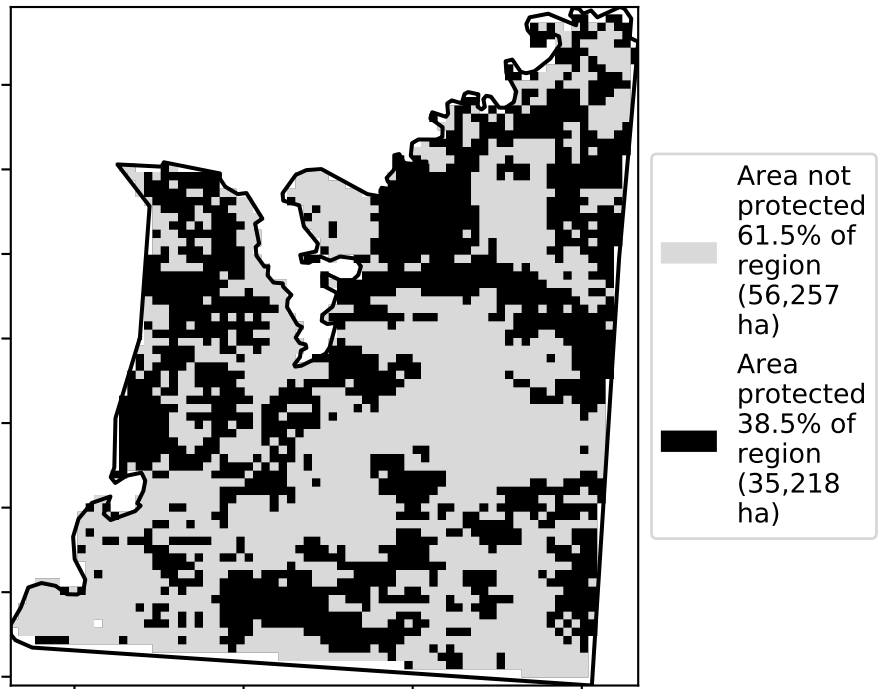 Area not
protected
61.5% of
region
(56,257
ha)
Area
protected
38.5% of
region
(35,218
ha)